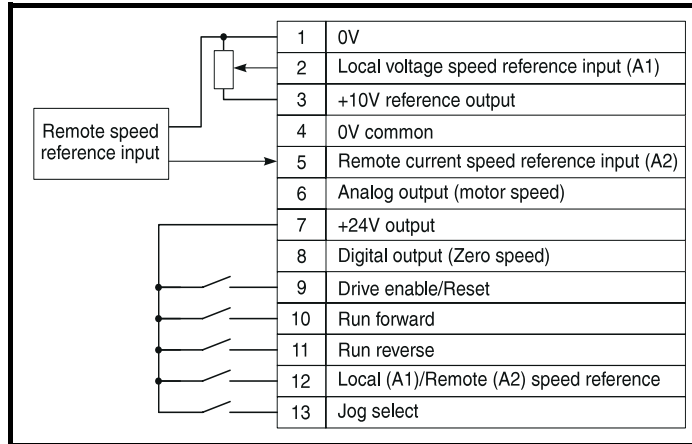 1 0V
2 Local voltage speed reference input (A1)
3 +10V reference output
4 0V common
Remote speed
reference input
5 Remote current speed reference input (A2)
6 Analog output (motor speed)
7 +24V output
8 Digital output (Zero speed)
9 Drive enable/Reset
10 Run forward
11 Run reverse
12 Local (A1)/Remote (A2) speed reference
13 Jog select